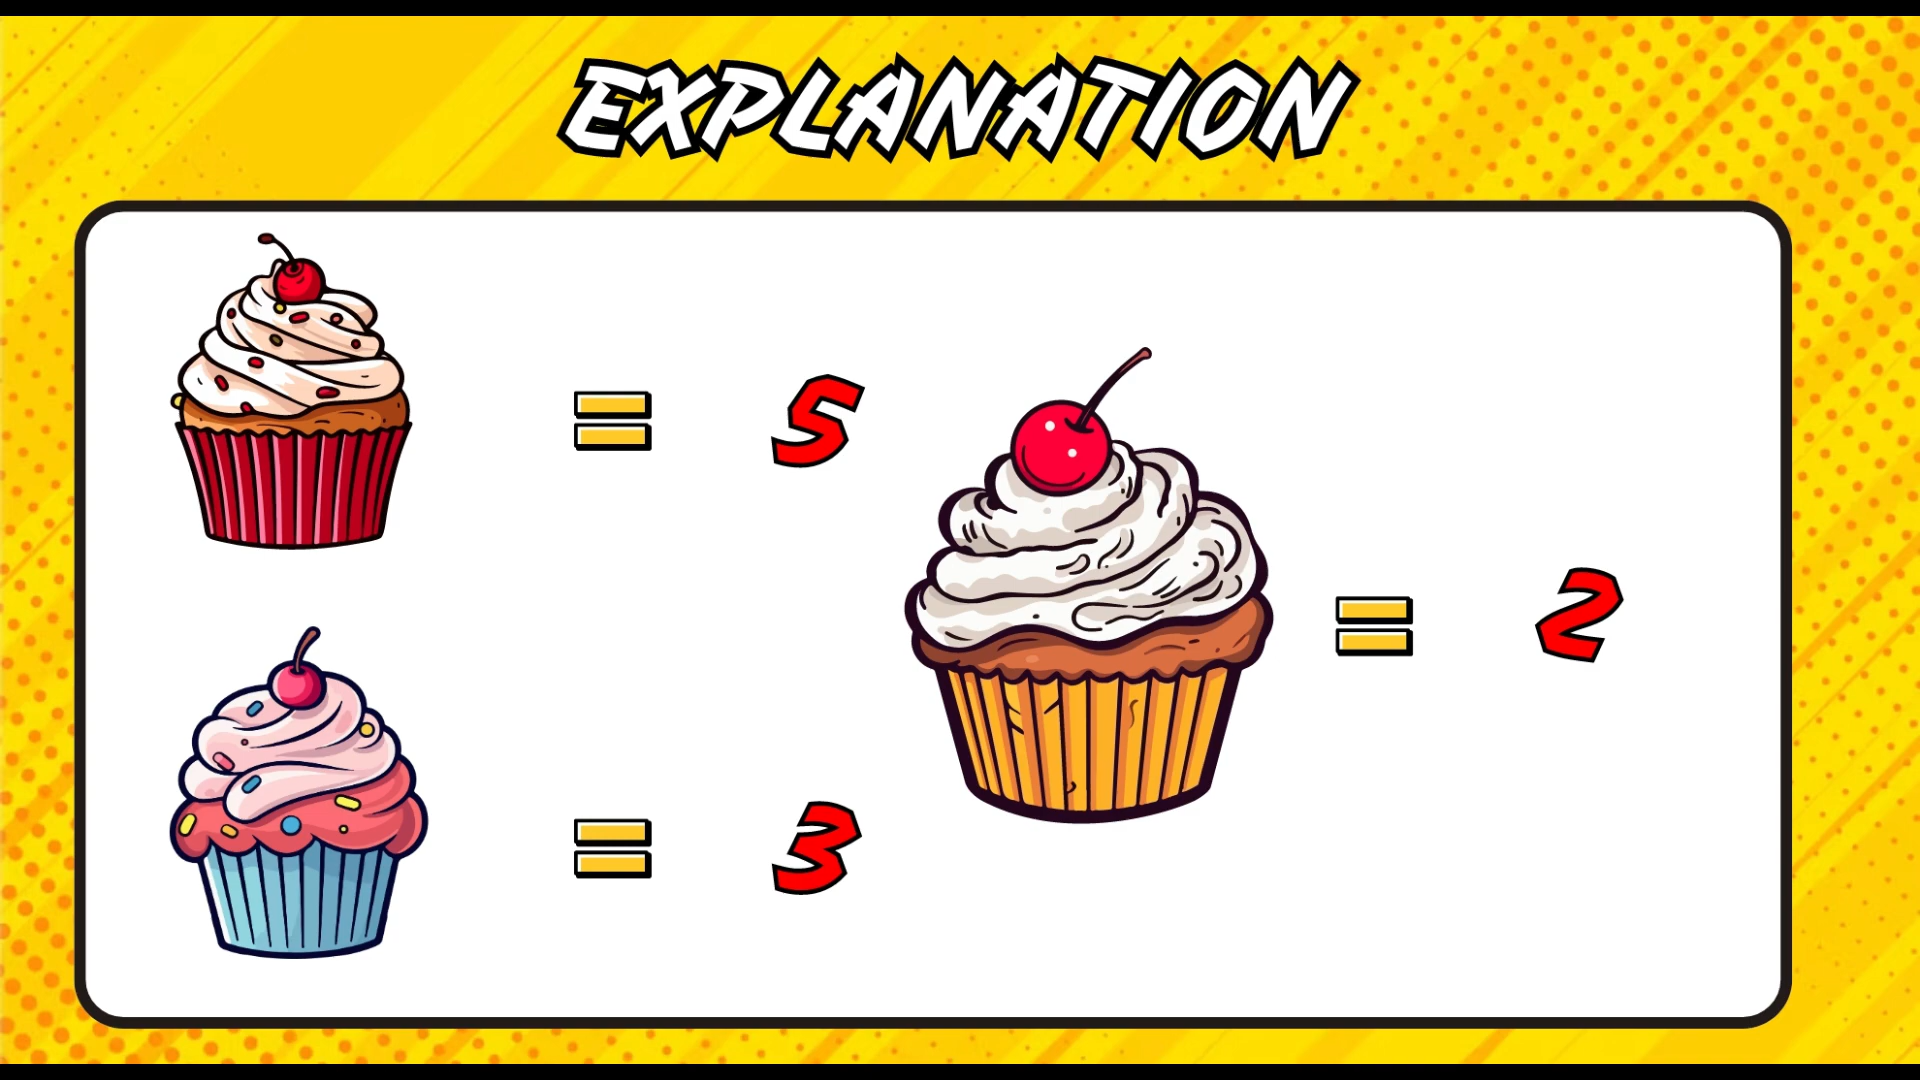 EXPLANATION
= 5
= 2
= 3